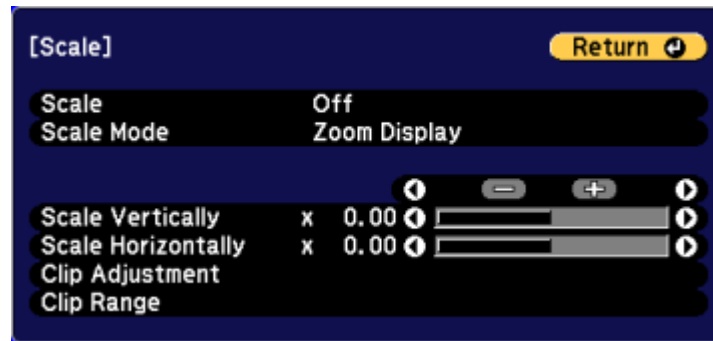 [Scale] Return
Scale Off
Scale Mode Zoom Display
− +
Scale Vertically x 0.00
Scale Horizontally x 0.00
Clip Adjustment
Clip Range